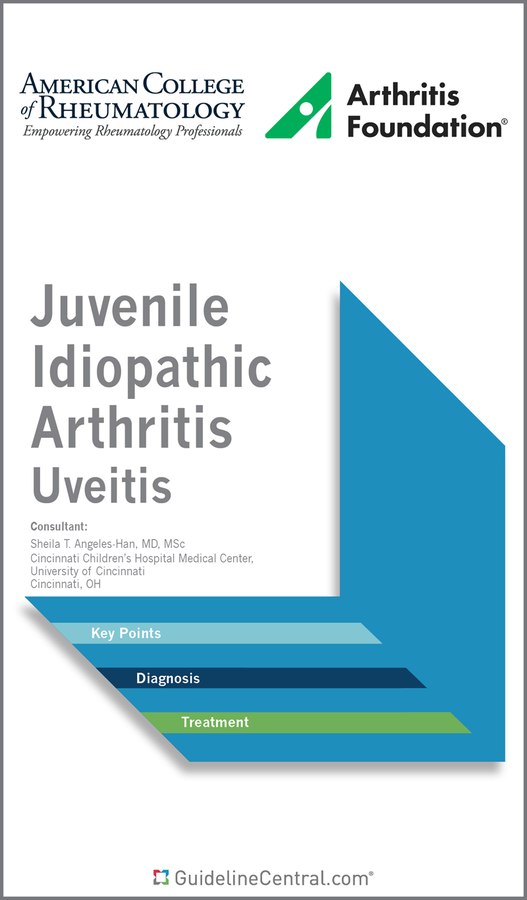 AMERICAN COLLEGE
of RHEUMATOLOGY
Empowering Rheumatology Professionals
Arthritis
Foundation®
Juvenile
Idiopathic
Arthritis
Uveitis
Consultant:
Sheila T. Angeles-Han, MD, MSc
Cincinnati Children's Hospital Medical Center,
University of Cincinnati
Cincinnati, OH
Key Points
Diagnosis
Treatment
GuidelineCentral.com®